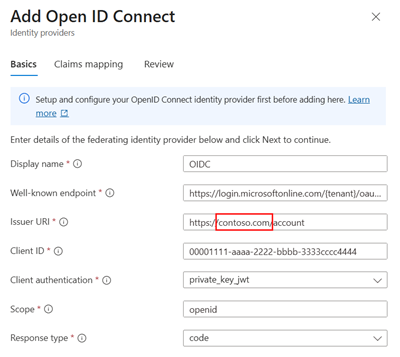 Add Open ID Connect
Identity providers
Basics Claims mapping Review
Setup and configure your OpenID Connect identity provider first before adding here. Learn
more
Enter details of the federating identity provider below and click Next to continue.
Display name * OIDC
Well-known endpoint * https://login.microsoftonline.com/{tenant}/oau...
Issuer URI * https://contoso.com/account
Client ID * 00001111-aaaa-2222-bbbb-3333cccc4444
Client authentication * private_key_jwt
Scope * openid
Response type * code